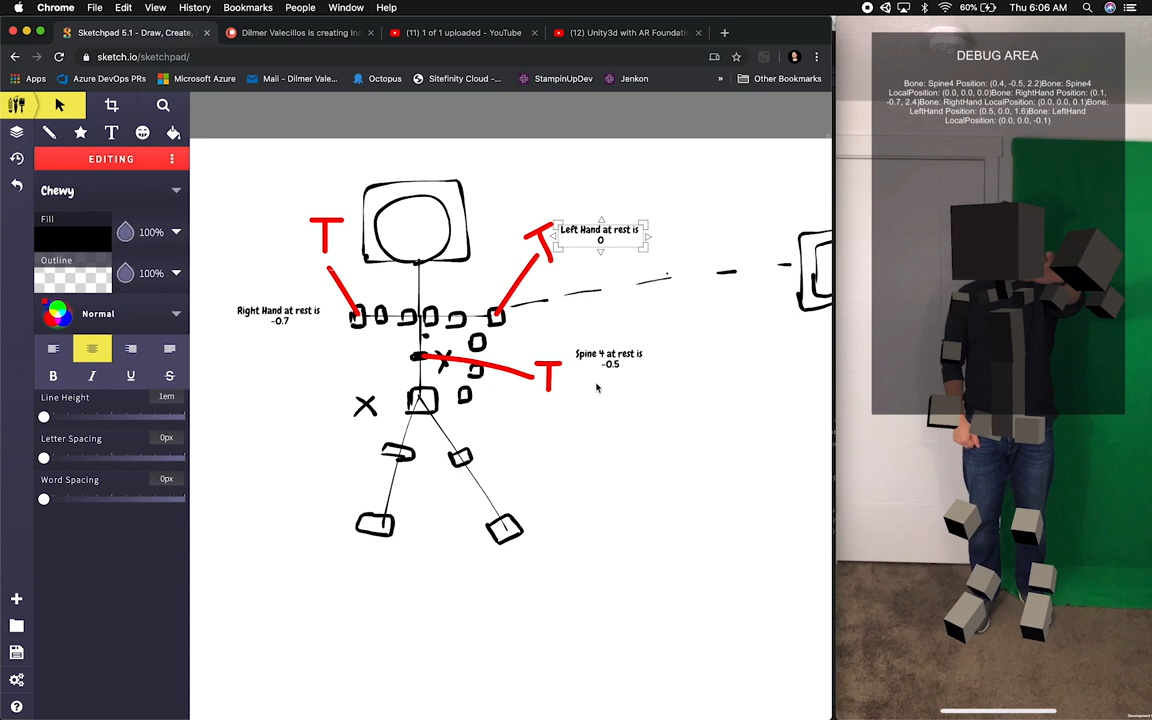 Chrome File Edit View History Bookmarks People Window Help 60% Thu 6:06 AM
Sketchpad 5.1 - Draw, Create, Dilmer Valecillos is creating Ind (11) 1 of 1 uploaded - YouTube (12) Unity3d with AR Foundation
sketch.io/sketchpad/
Apps Azure DevOps PRs Microsoft Azure Mail - Dilmer Vale... Octopus Sitefinity Cloud -... StampinUpDev Jenkon » Other Bookmarks
EDITING
Chewy
Fill
100%
Outline
100%
Normal
B I U S
Line Height 1em
Letter Spacing 0px
Word Spacing 0px
T
T
Left Hand at rest is
0
Right Hand at rest is
-0.7
Spine 4 at rest is
-0.5
T
X
X
DEBUG AREA
Bone: Spine4 Position: (0.4, -0.5, 2.2)Bone: Spine4
LocalPosition: (0.0, 0.0, 0.0)Bone: RightHand Position: (0.1,
-0.7, 2.4)Bone: RightHand LocalPosition: (0.0, 0.0, 0.1)Bone:
LeftHand Position: (0.5, 0.0, 1.6)Bone: LeftHand
LocalPosition: (0.0, 0.0, -0.1)